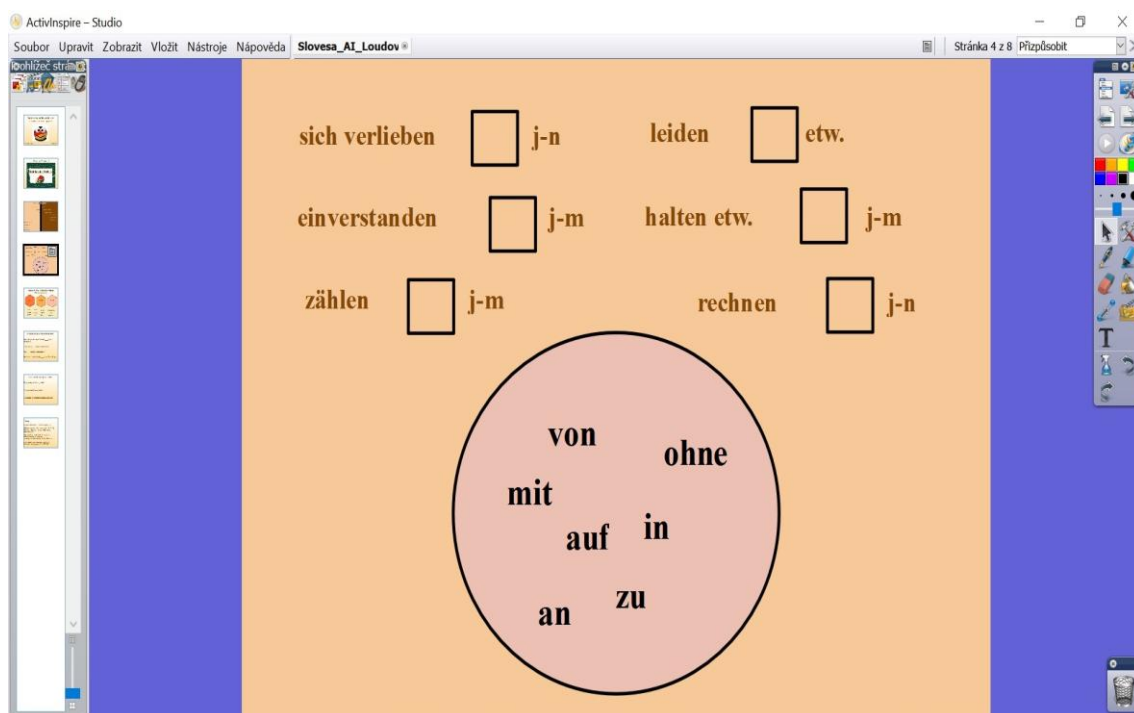 ActivInspire – Studio
Soubor Upravit Zobrazit Vložit Nástroje Nápověda Slovesa_AI_Loudov Stránka 4 z 8 Přizpůsobit
sich verlieben j-n leiden etw.
einverstanden j-m halten etw. j-m
zählen j-m rechnen j-n
von
ohne
mit
in
auf
zu
an
T